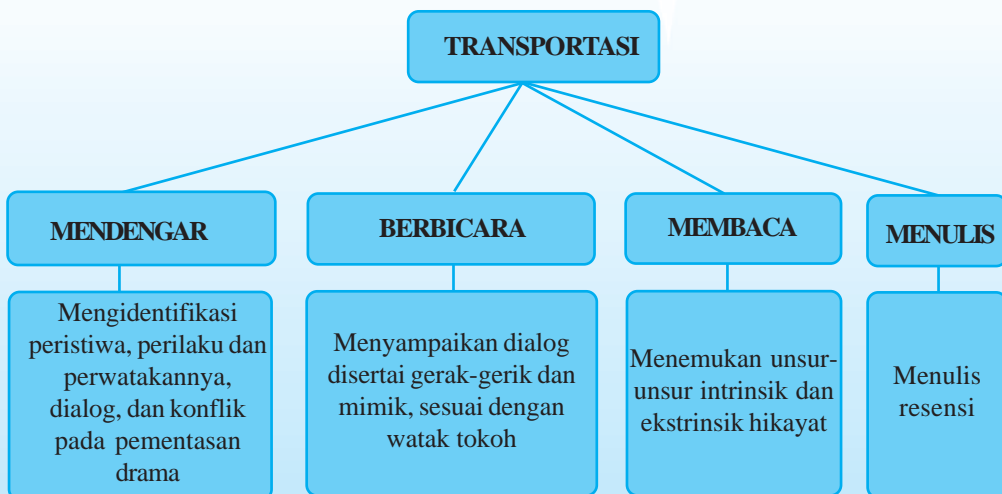 TRANSPORTASI
MENDENGAR
BERBICARA
MEMBACA
MENULIS
Mengidentifikasi
peristiwa, perilaku dan
perwatakannya,
dialog, dan konflik
pada pementasan
drama
Menyampaikan dialog
disertai gerak-gerik dan
mimik, sesuai dengan
watak tokoh
Menemukan unsur-
unsur intrinsik dan
ekstrinsik hikayat
Menulis
resensi